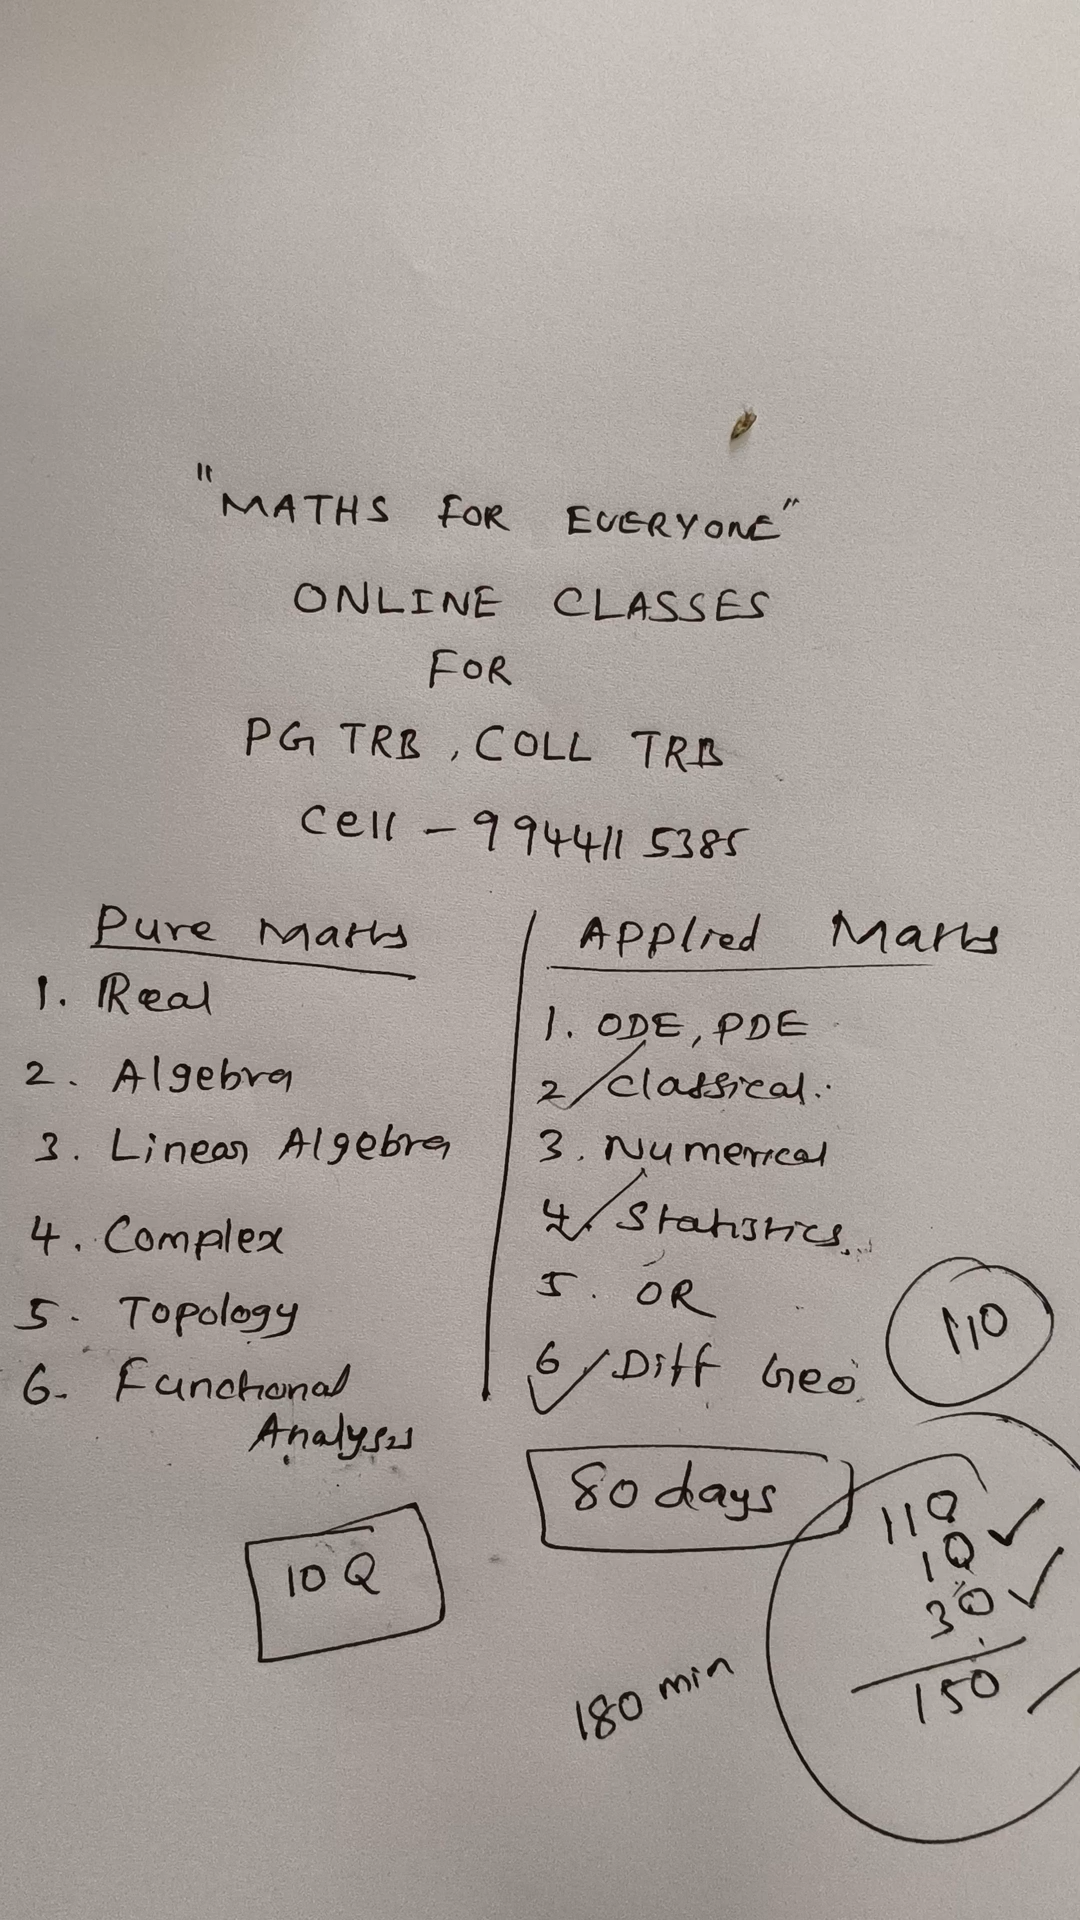 "MATHS FOR EVERYONE"
ONLINE CLASSES
FOR
PG TRB, COLL TRB
Cell - 9944115385
Pure Maths
1. Real
2. Algebra
3. Linear Algebra
4. Complex
5. Topology
6. Functional
Analysis
10 Q
Applied Maths
1. ODE, PDE
2 Classical.
3. Numerical
4. Statistics.
5. OR
6 Diff Geo
110
80 days
110
10
30
150
180 min